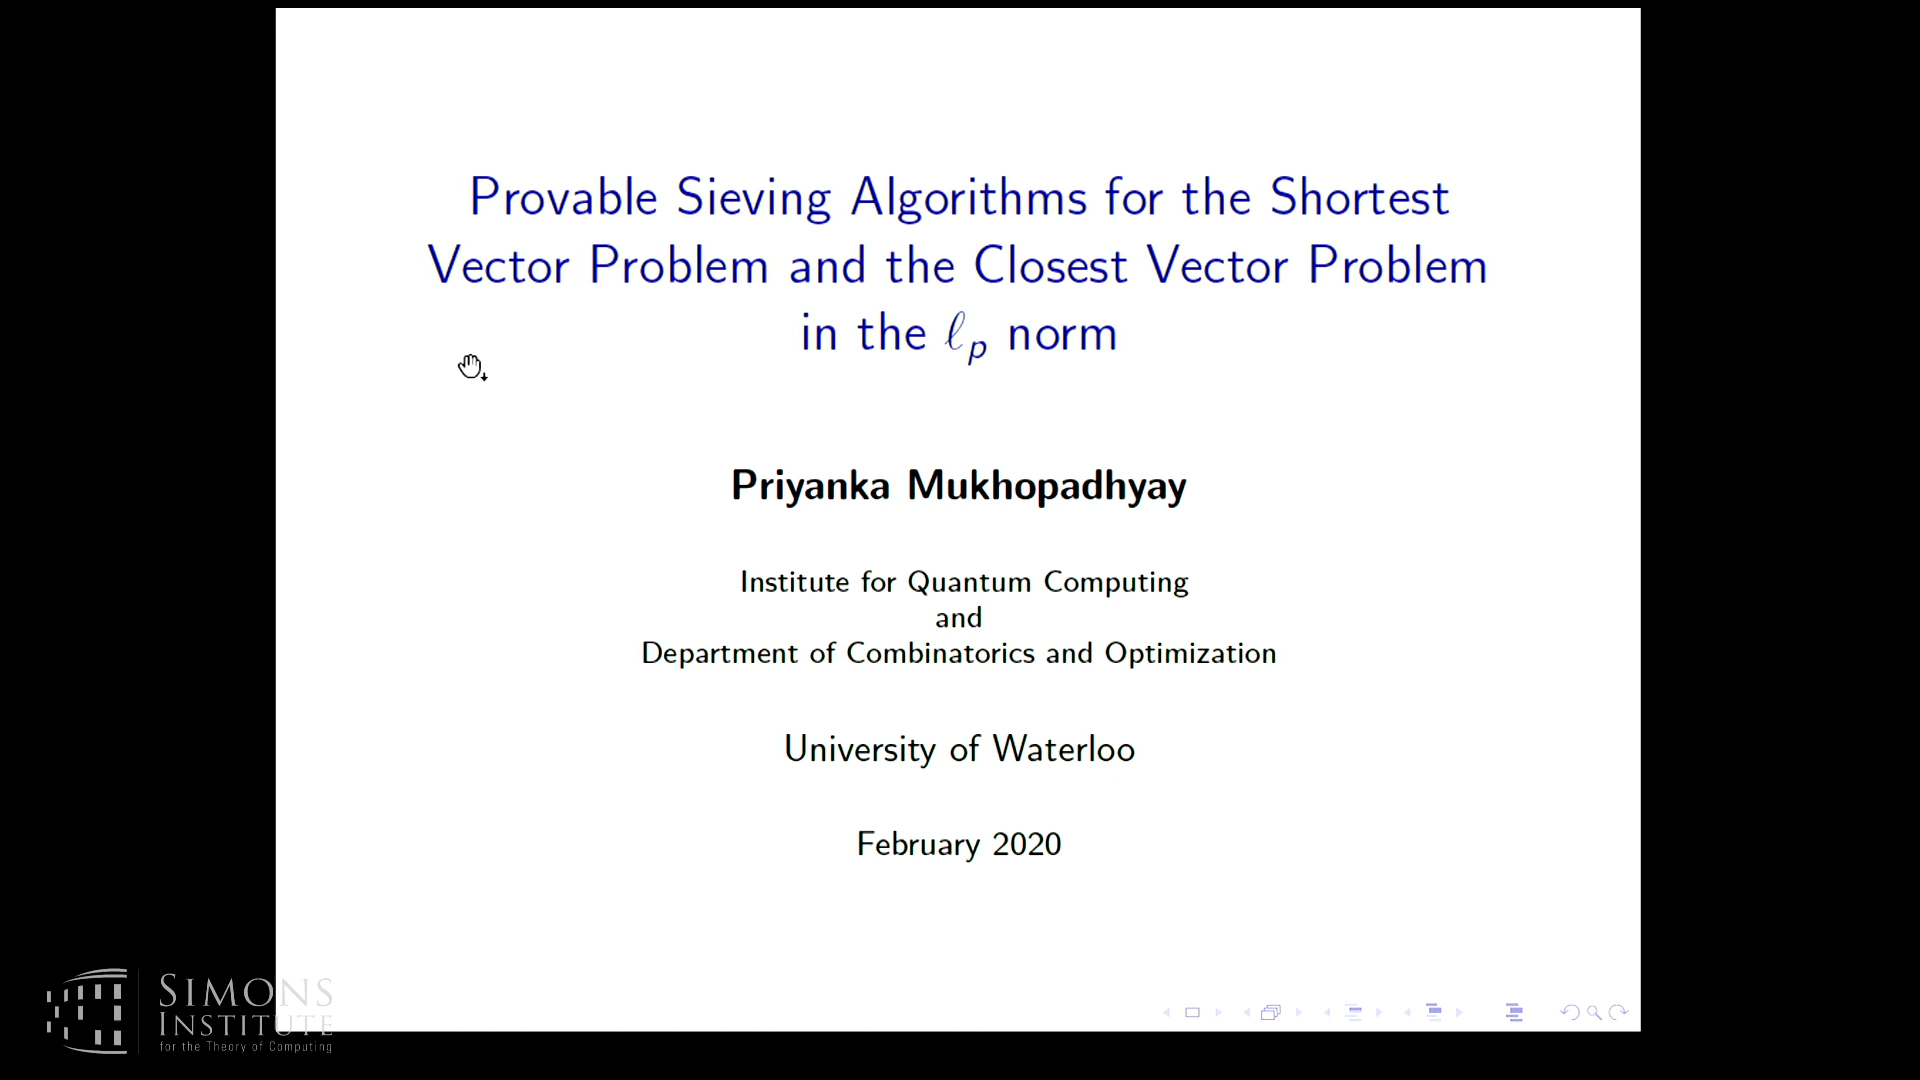 Provable Sieving Algorithms for the Shortest
Vector Problem and the Closest Vector Problem
in the ℓp norm
Priyanka Mukhopadhyay
Institute for Quantum Computing
and
Department of Combinatorics and Optimization
University of Waterloo
February 2020
SIMONS
INSTITUTE
for the Theory of Computing